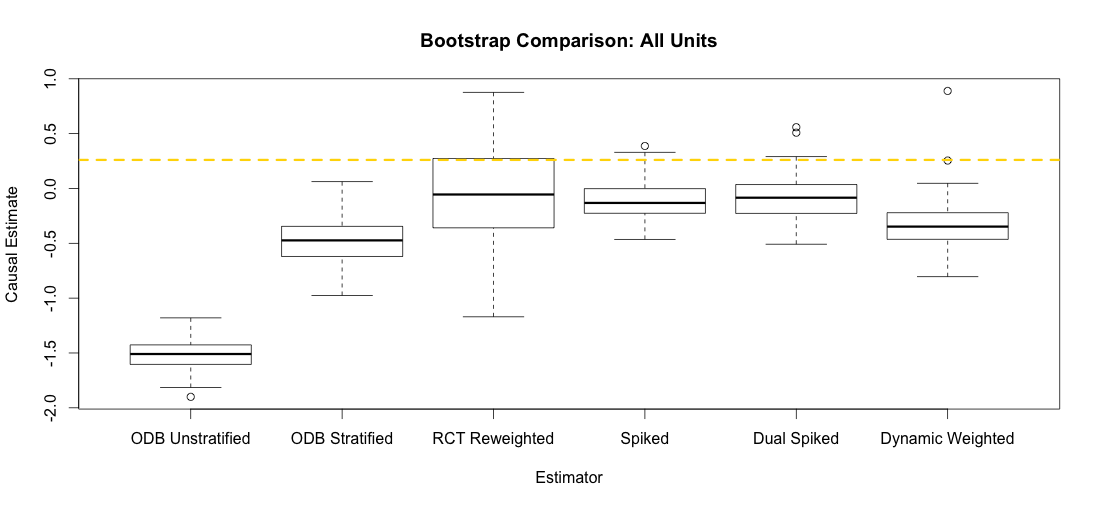 Bootstrap Comparison: All Units
Causal Estimate
1.0
0.5
0.0
-0.5
-1.0
-1.5
-2.0
ODB Unstratified
ODB Stratified
RCT Reweighted
Spiked
Dual Spiked
Dynamic Weighted
Estimator